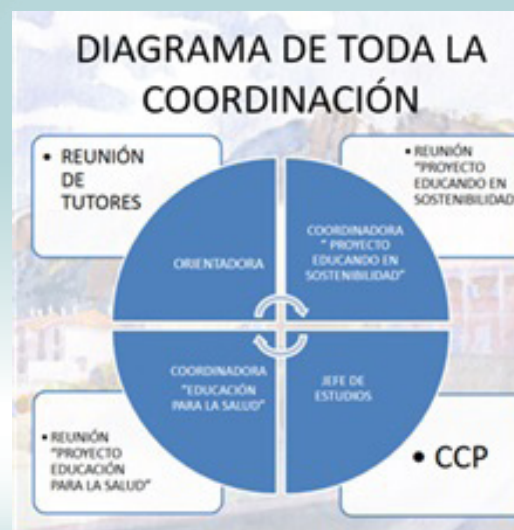 DIAGRAMA DE TODA LA
COORDINACIÓN
• REUNIÓN
DE
TUTORES
• REUNIÓN
"PROYECTO
EDUCANDO EN
SOSTENIBILIDAD
ORIENTADORA
COORDINADORA
" PROYECTO
EDUCANDO EN
SOSTENIBILIDAD"
COORDINADORA
"EDUCACIÓN
PARA LA SALUD"
JEFE DE
ESTUDIOS
• REUNIÓN
"PROYECTO
EDUCACIÓN
PARA LA SALUD"
• CCP